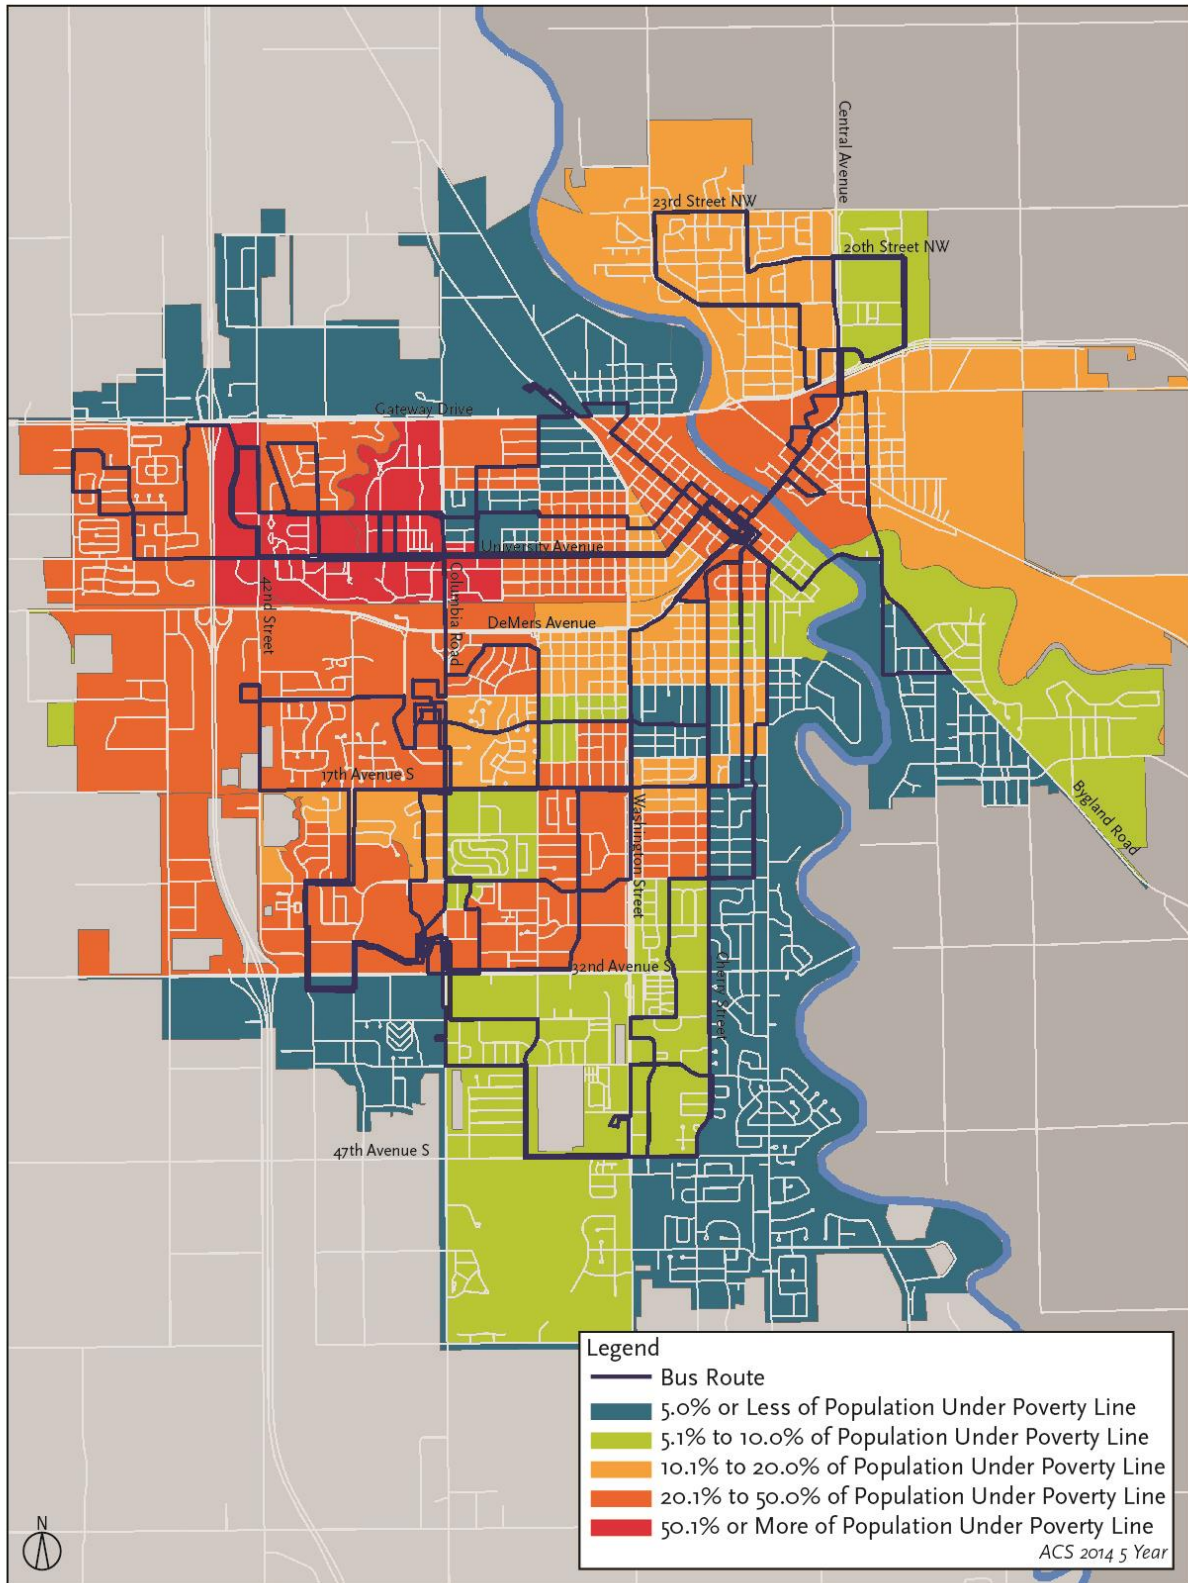 Central Avenue
23rd Street NW
20th Street NW
Gateway Drive
University Avenue
42nd Street
Columbia Road
DeMers Avenue
17th Avenue S
Washington Street
Bygland Road
32nd Avenue S
Cherry Street
47th Avenue S
Legend
Bus Route
5.0% or Less of Population Under Poverty Line
5.1% to 10.0% of Population Under Poverty Line
10.1% to 20.0% of Population Under Poverty Line
20.1% to 50.0% of Population Under Poverty Line
50.1% or More of Population Under Poverty Line
ACS 2014 5 Year
N